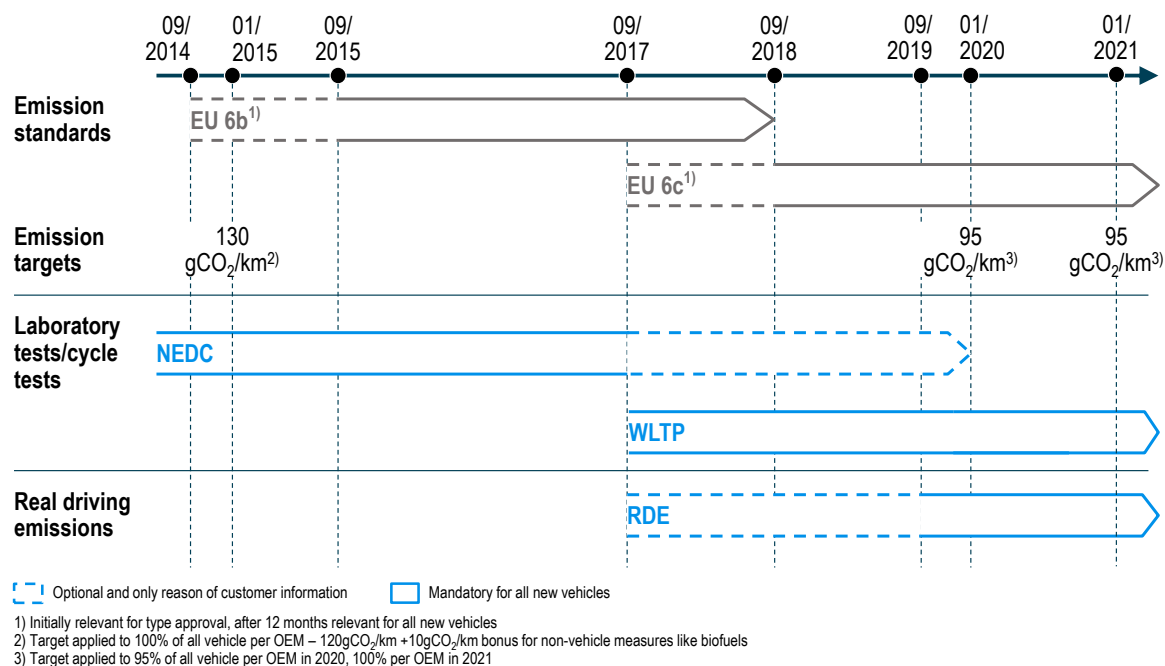 09/
2014
01/
2015
09/
2015
09/
2017
09/
2018
09/
2019
01/
2020
01/
2021
Emission
standards
EU 6b1)
EU 6c1)
Emission
targets
130
gCO2/km2)
95
gCO2/km3)
95
gCO2/km3)
Laboratory
tests/cycle
tests
NEDC
WLTP
Real driving
emissions
RDE
Optional and only reason of customer information
Mandatory for all new vehicles
1) Initially relevant for type approval, after 12 months relevant for all new vehicles
2) Target applied to 100% of all vehicle per OEM – 120gCO2/km +10gCO2/km bonus for non-vehicle measures like biofuels
3) Target applied to 95% of all vehicle per OEM in 2020, 100% per OEM in 2021